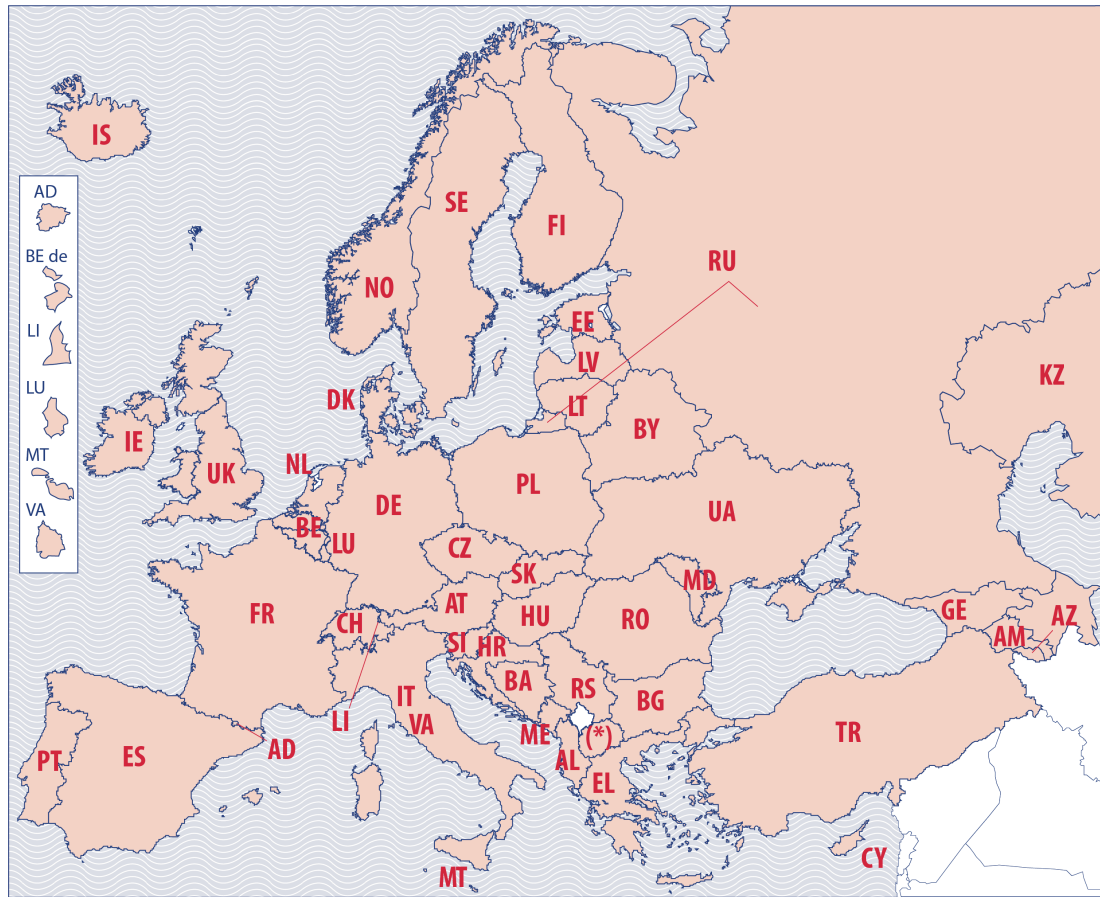 IS
AD
BE de
LI
LU
MT
VA
SE
FI
NO
RU
EE
LV
LT
DK
BY
KZ
IE
UK
NL
BE
LU
DE
PL
UA
CZ
SK
MD
FR
CH
AT
HU
RO
GE
AM
AZ
SI
HR
BA
RS
BG
IT
VA
LI
AD
PT
ES
ME
(*)
AL
EL
TR
MT
CY